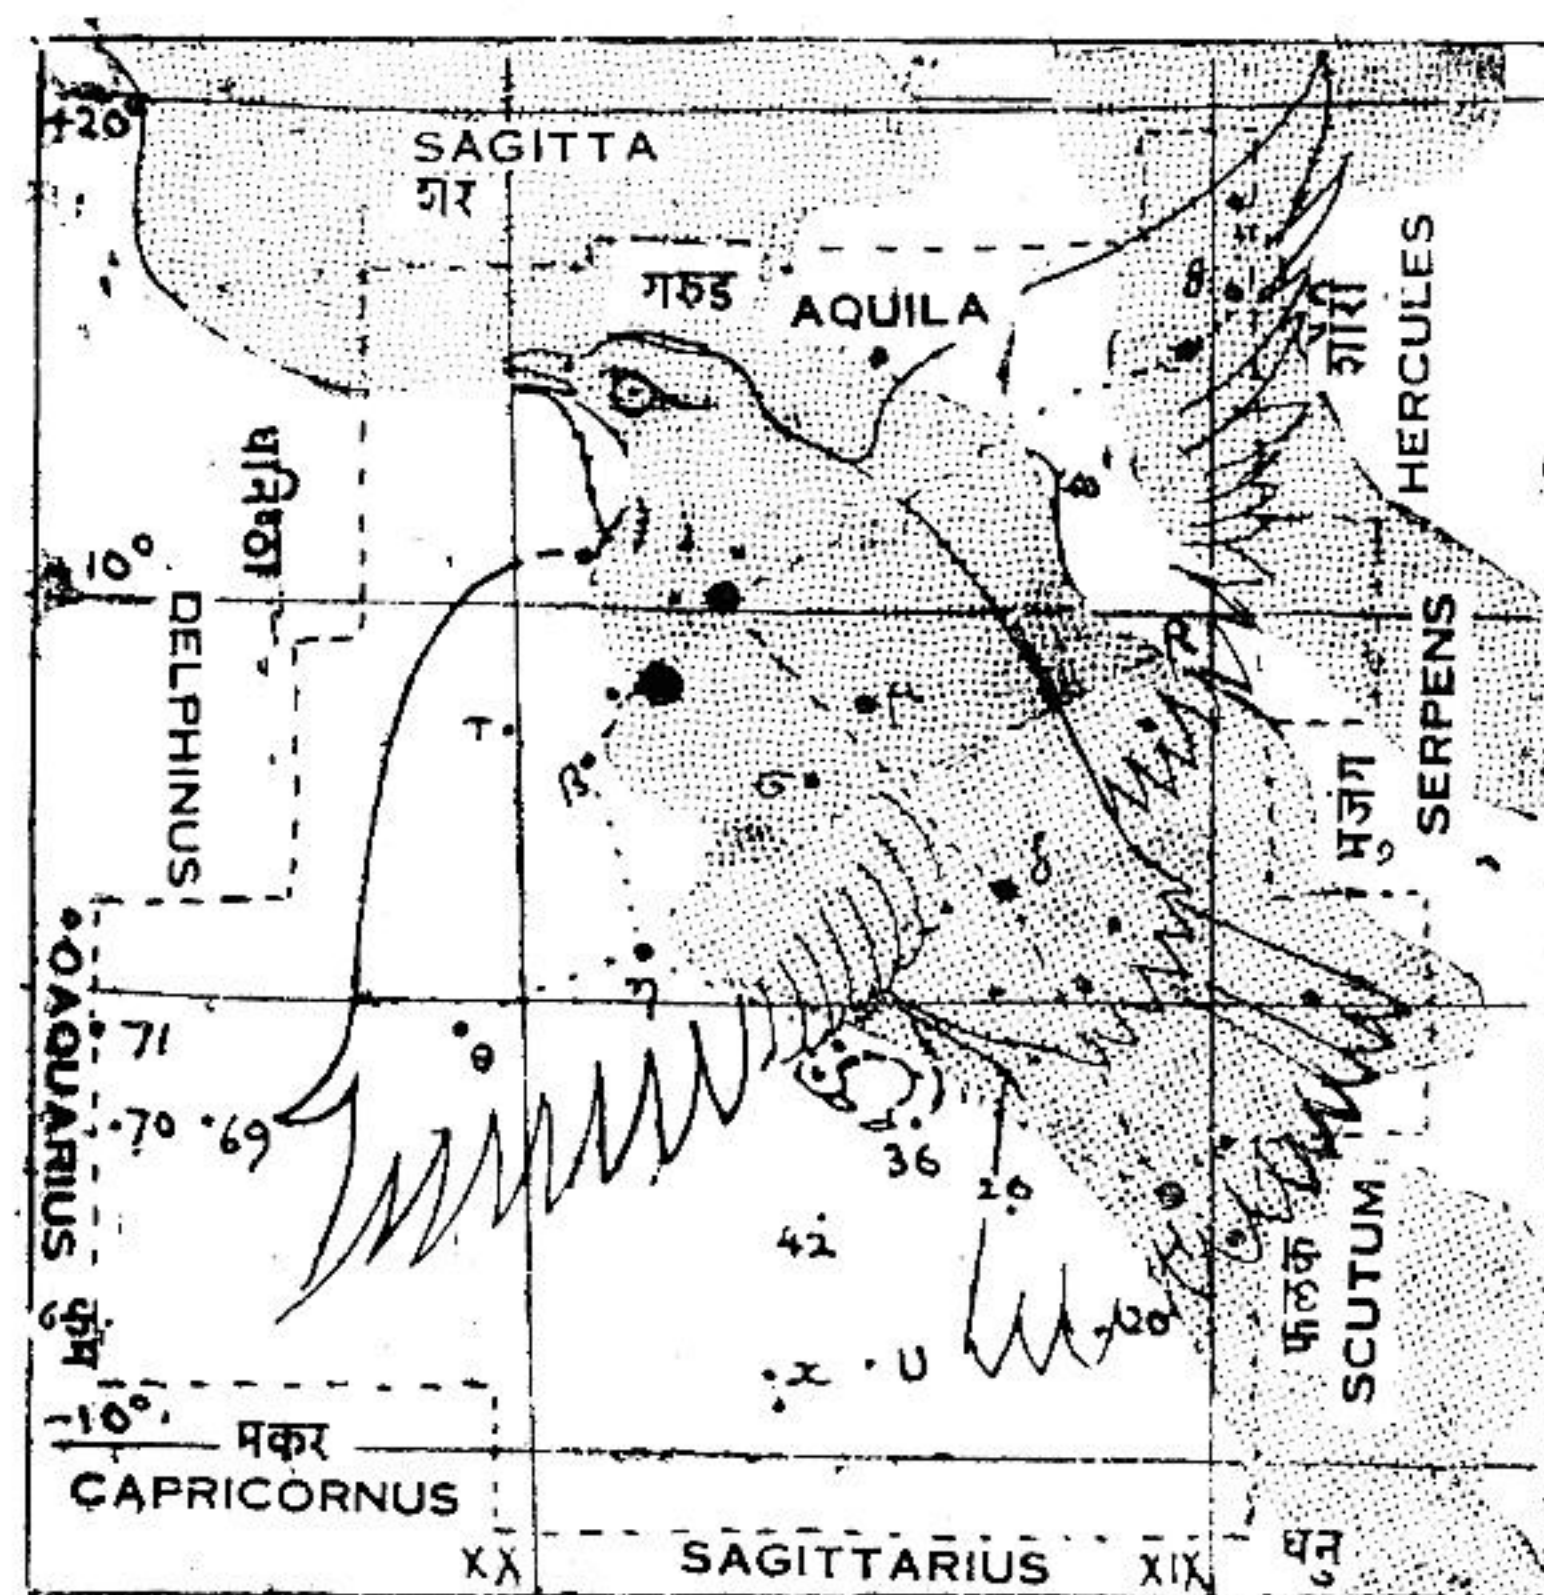 +20
SAGITTA
शर
गरुड
AQUILA
θ
शौरी
HERCULES
धनिष्ठा
ω
10°
DELPHINUS
SERPENS
R
T
μ
β
σ
भुजंग
δ
η
AQUARIUS
71
θ
70
69
36
26
42
20
फलक
SCUTUM
कुंभ
x
U
-10°
मकर
CAPRICORNUS
XX
SAGITTARIUS
XIX
धनु